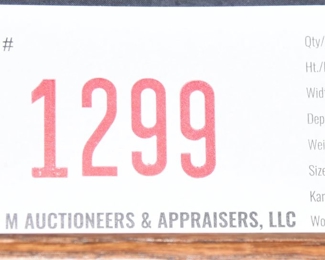 #
Qty/
Ht./
Wid
Dep
1299
Wei
Size
Kar
M AUCTIONEERS & APPRAISERS, LLC
Wo